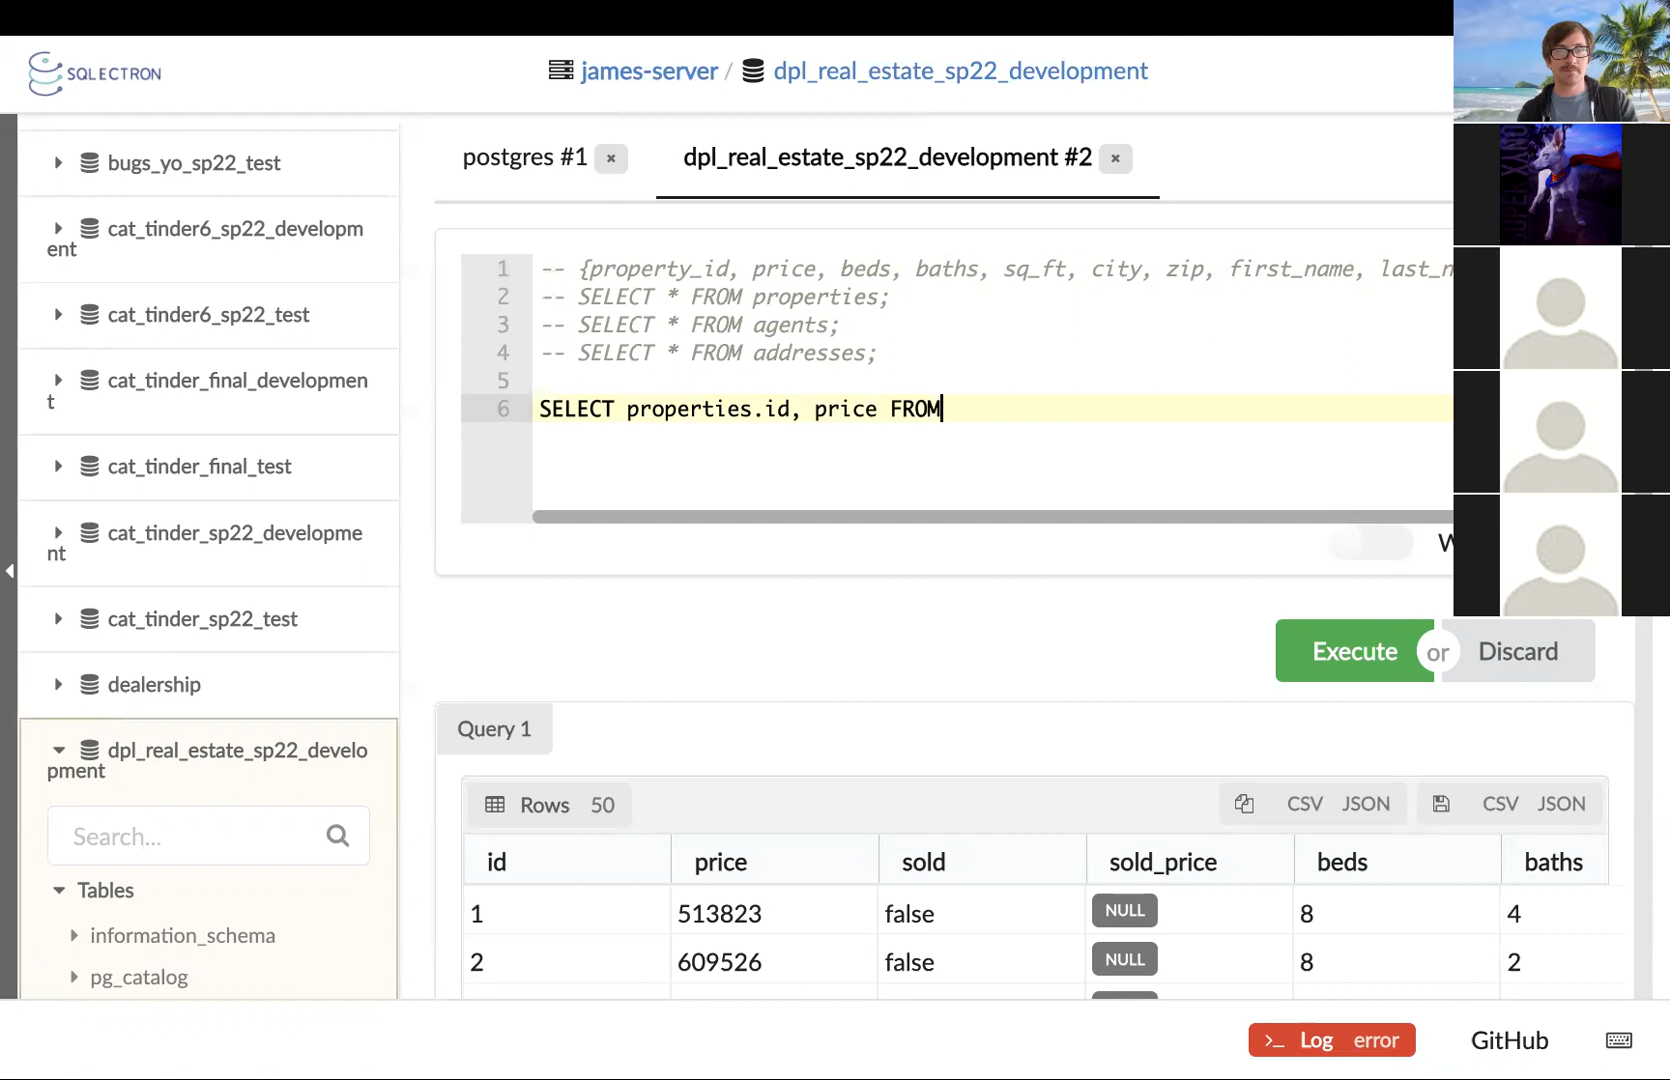 SQLECTRON
james-server / dpl_real_estate_sp22_development
bugs_yo_sp22_test
cat_tinder6_sp22_developm
ent
cat_tinder6_sp22_test
cat_tinder_final_developmen
t
cat_tinder_final_test
cat_tinder_sp22_developme
nt
cat_tinder_sp22_test
dealership
dpl_real_estate_sp22_develo
pment
Search...
Tables
information_schema
pg_catalog
postgres #1 ×
dpl_real_estate_sp22_development #2 ×
1 -- {property_id, price, beds, baths, sq_ft, city, zip, first_name, last_n
2 -- SELECT * FROM properties;
3 -- SELECT * FROM agents;
4 -- SELECT * FROM addresses;
5
6 SELECT properties.id, price FROM
W
Execute or Discard
Query 1
Rows 50 CSV JSON CSV JSON
id price sold sold_price beds baths
1 513823 false NULL 8 4
2 609526 false NULL 8 2
>_ Log error GitHub
SUPER